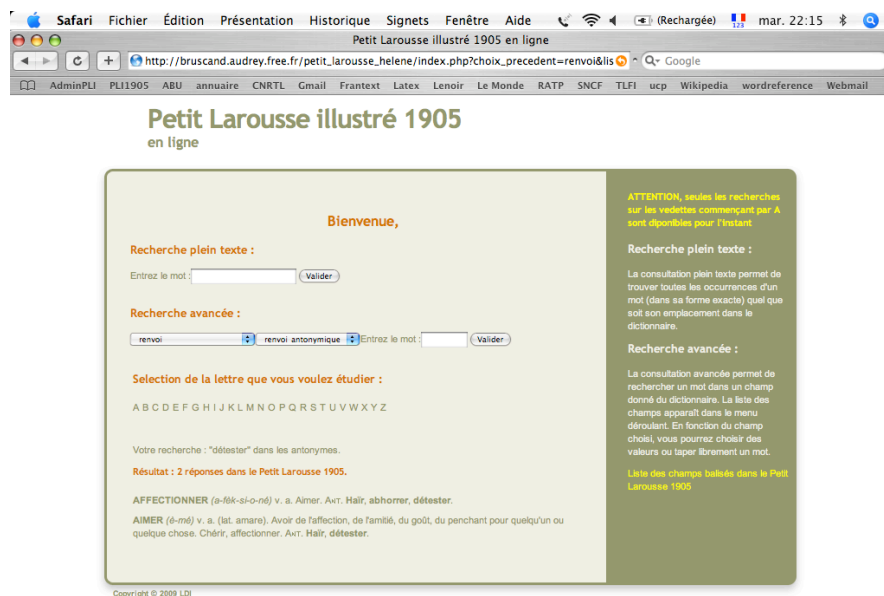 Safari Fichier Édition Présentation Historique Signets Fenêtre Aide (Rechargée) 123 mar. 22:15
Petit Larousse illustré 1905 en ligne
http://bruscand.audrey.free.fr/petit_larousse_helene/index.php?choix_precedent=renvoi&lis Google
AdminPLI PLI1905 ABU annuaire CNRTL Gmail Frantext Latex Lenoir Le Monde RATP SNCF TLFI ucp Wikipedia wordreference Webmail
Petit Larousse illustré 1905
en ligne
Bienvenue,
Recherche plein texte :
Entrez le mot : Valider
Recherche avancée :
renvoi renvoi antonymique Entrez le mot : Valider
Selection de la lettre que vous voulez étudier :
A B C D E F G H I J K L M N O P Q R S T U V W X Y Z
Votre recherche : "détester" dans les antonymes.
Résultat : 2 réponses dans le Petit Larousse 1905.
AFFECTIONNER (a-fèk-si-o-né) v. a. Aimer. ANT. Haïr, abhorrer, détester.
AIMER (è-mé) v. a. (lat. amare). Avoir de l'affection, de l'amitié, du goût, du penchant pour quelqu'un ou
quelque chose. Chérir, affectionner. ANT. Haïr, détester.
ATTENTION, seules les recherches
sur les vedettes commençant par A
sont diponibles pour l'instant
Recherche plein texte :
La consultation plein texte permet de
trouver toutes les occurrences d'un
mot (dans sa forme exacte) quel que
soit son emplacement dans le
dictionnaire.
Recherche avancée :
La consultation avancée permet de
rechercher un mot dans un champ
donné du dictionnaire. La liste des
champs apparaît dans le menu
déroulant. En fonction du champ
choisi, vous pourrez choisir des
valeurs ou taper librement un mot.
Liste des champs balisés dans le Petit
Larousse 1905
Copyright © 2009 LDI